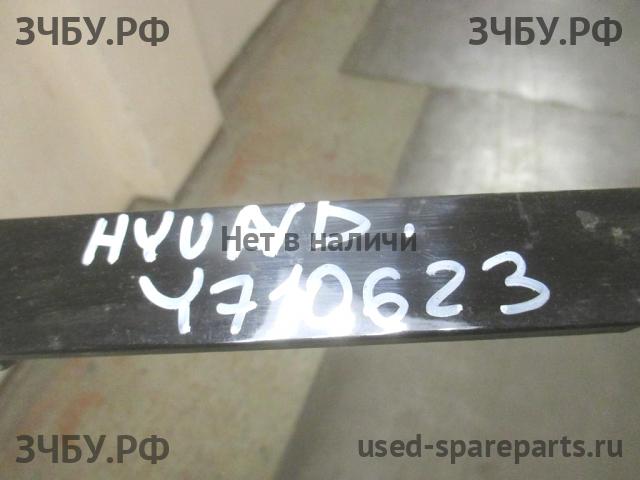 ЗЧБУ.РФ ЗЧБУ.РФ
HYUND.
Нет в наличи
Y710623
ЗЧБУ.РФ used-spareparts.ru